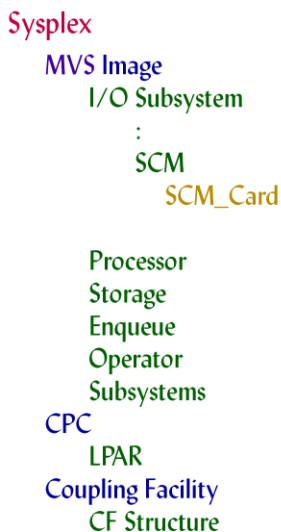 Sysplex
MVS Image
I/O Subsystem
:
SCM
SCM_Card
Processor
Storage
Enqueue
Operator
Subsystems
CPC
LPAR
Coupling Facility
CF Structure